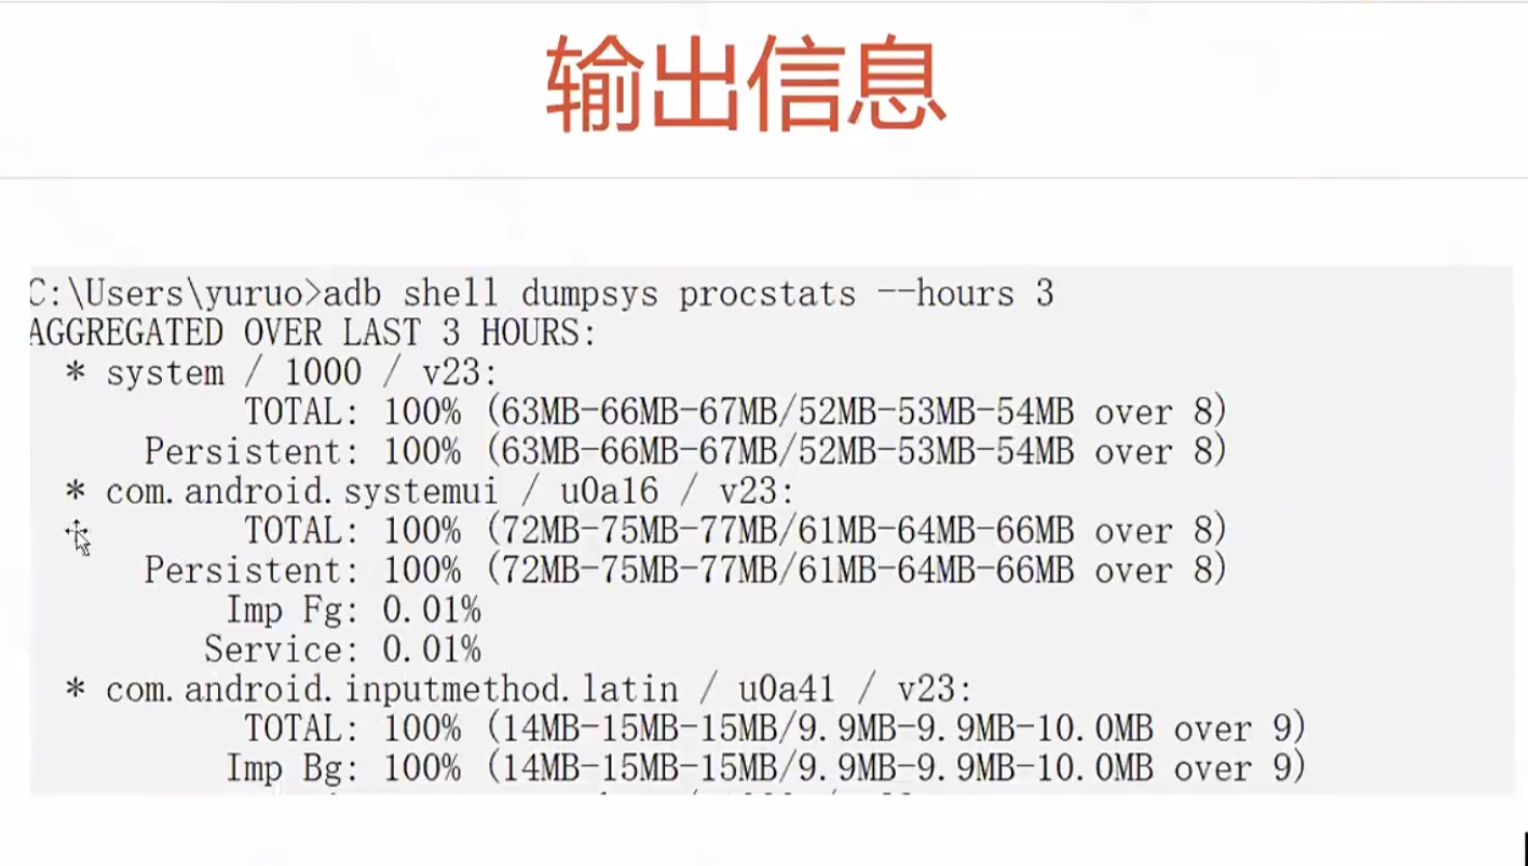 输出信息
C:\Users\yuruo>adb shell dumpsys procstats --hours 3
AGGREGATED OVER LAST 3 HOURS:
* system / 1000 / v23:
TOTAL: 100% (63MB-66MB-67MB/52MB-53MB-54MB over 8)
Persistent: 100% (63MB-66MB-67MB/52MB-53MB-54MB over 8)
* com.android.systemui / u0a16 / v23:
TOTAL: 100% (72MB-75MB-77MB/61MB-64MB-66MB over 8)
Persistent: 100% (72MB-75MB-77MB/61MB-64MB-66MB over 8)
Imp Fg: 0.01%
Service: 0.01%
* com.android.inputmethod.latin / u0a41 / v23:
TOTAL: 100% (14MB-15MB-15MB/9.9MB-9.9MB-10.0MB over 9)
Imp Bg: 100% (14MB-15MB-15MB/9.9MB-9.9MB-10.0MB over 9)